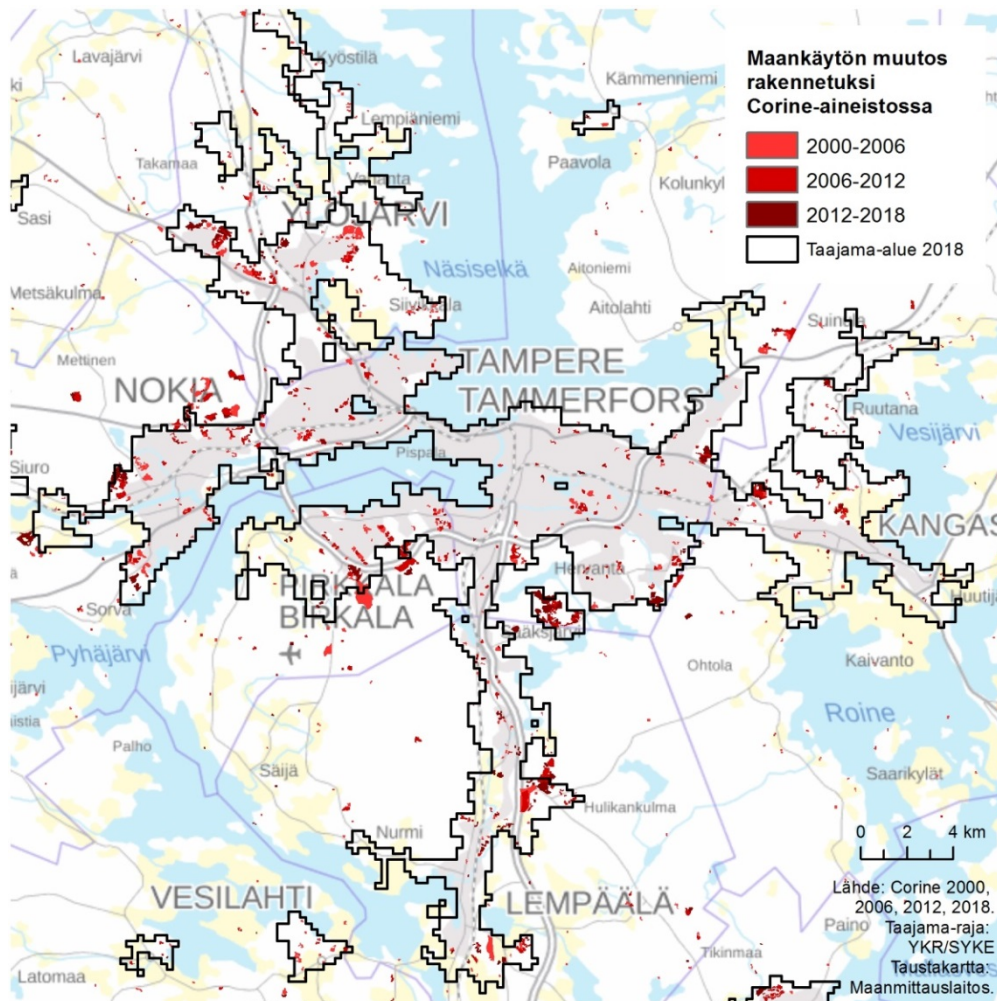 Lavajärvi
Kyöstilä
Kämmenniemi
Maankäytön muutos
rakennetuksi
Corine-aineistossa
2000-2006
2006-2012
2012-2018
Taajama-alue 2018
Lempiäniemi
Takamaa
Paavola
Sasi
YLÖJÄRVI
Näsiselkä
Aitoniemi
Metsäkulma
Siivikkala
Aitolahti
Mettinen
TAMPERE
TAMMERFORS
NOKIA
Ruutana
Vesijärvi
Siuro
Pispala
KANGAS
Hervanta
PIRKKALA
BIRKALA
Huutija
Sorva
Sääksjärvi
Pyhäjärvi
Ohtola
Kaivanto
Roine
Palho
Säijä
Saarikylät
Hulikankulma
Nurmi
0 2 4 km
VESILAHTI
LEMPÄÄLÄ
Lähde: Corine 2000,
2006, 2012, 2018.
Taajama-raja:
YKR/SYKE
Taustakartta:
Maanmittauslaitos.
Paino
Tikinmaa
Latomaa